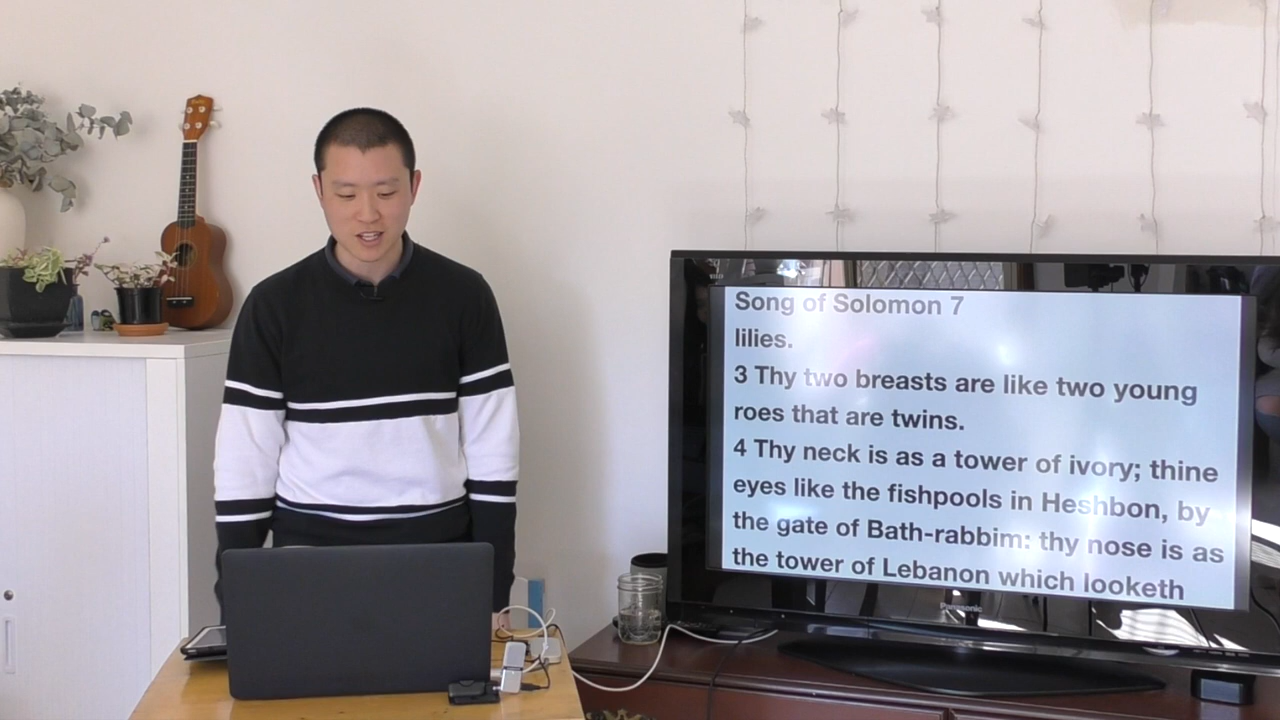 Song of Solomon 7
lilies.
3 Thy two breasts are like two young
roes that are twins.
4 Thy neck is as a tower of ivory; thine
eyes like the fishpools in Heshbon, by
the gate of Bath-rabbim: thy nose is as
the tower of Lebanon which looketh
Panasonic